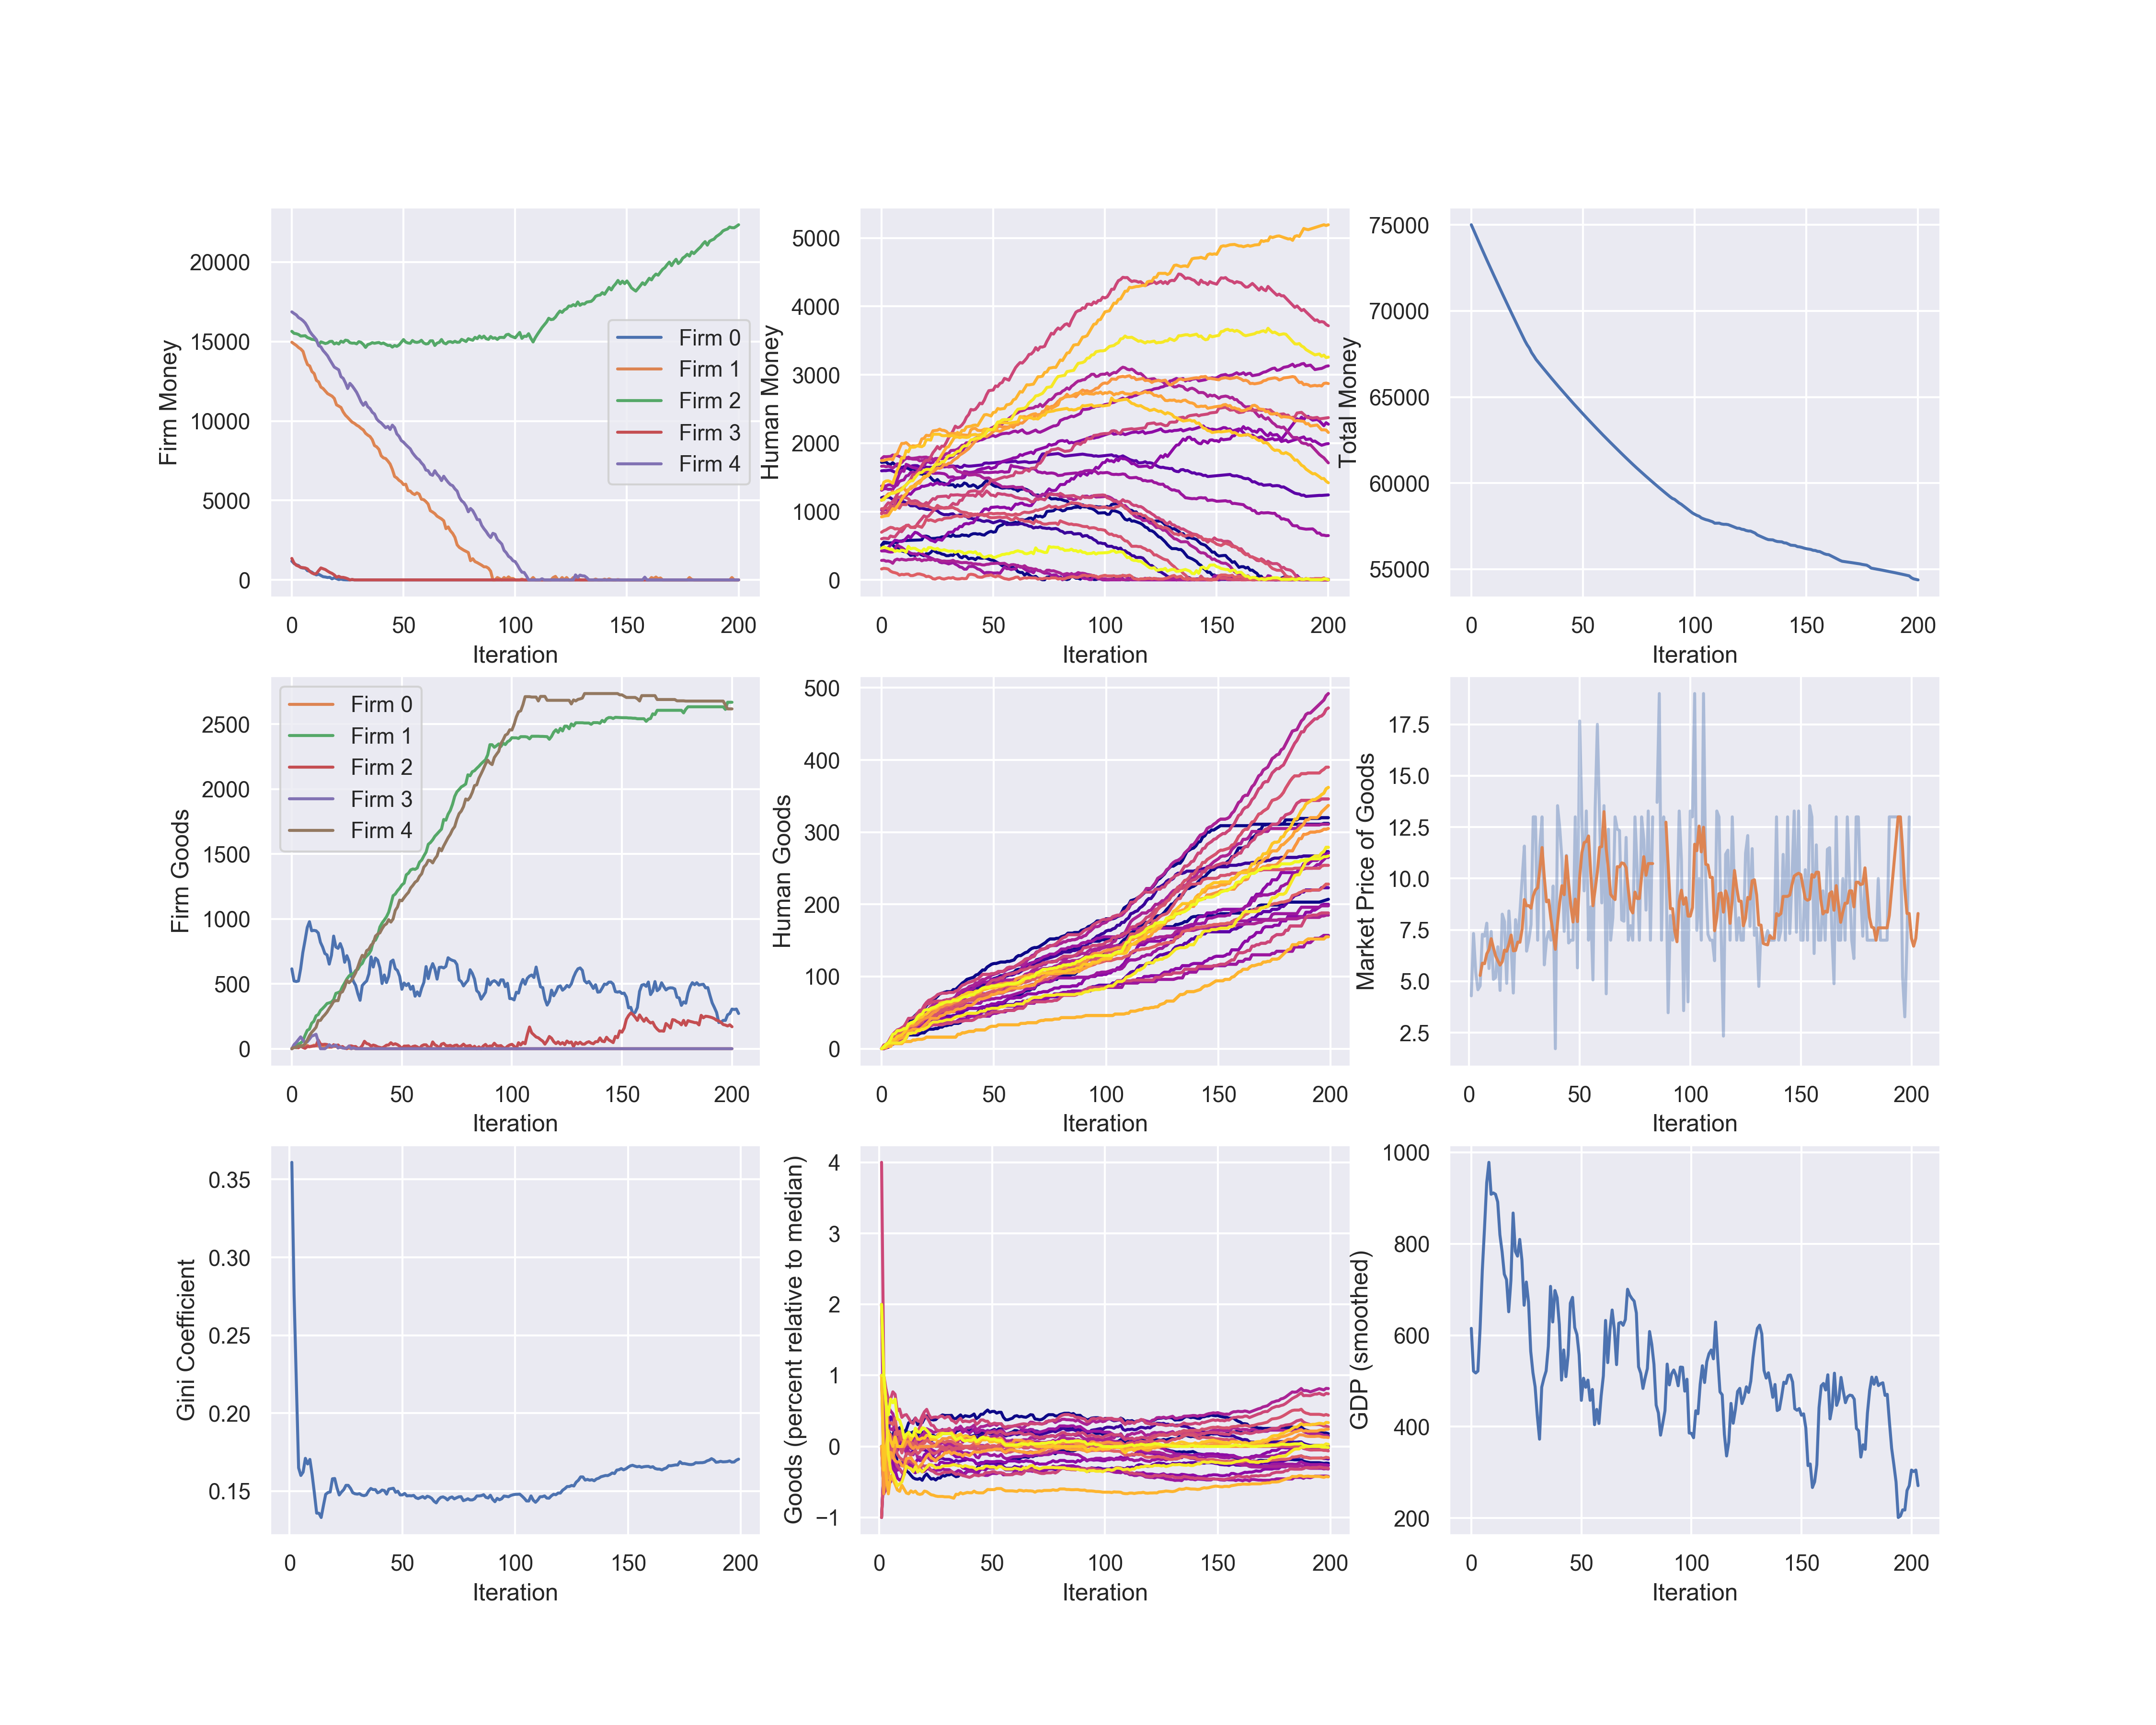 Firm Money
20000
15000
10000
5000
0
Firm 0
Firm 1
Firm 2
Firm 3
Firm 4
0 50 100 150 200
Iteration
Human Money
5000
4000
3000
2000
1000
0
0 50 100 150 200
Iteration
Total Money
75000
70000
65000
60000
55000
0 50 100 150 200
Iteration
Firm Goods
2500
2000
1500
1000
500
0
Firm 0
Firm 1
Firm 2
Firm 3
Firm 4
0 50 100 150 200
Iteration
Human Goods
500
400
300
200
100
0
0 50 100 150 200
Iteration
Market Price of Goods
17.5
15.0
12.5
10.0
7.5
5.0
2.5
0 50 100 150 200
Iteration
Gini Coefficient
0.35
0.30
0.25
0.20
0.15
0 50 100 150 200
Iteration
Goods (percent relative to median)
4
3
2
1
0
−1
0 50 100 150 200
Iteration
GDP (smoothed)
1000
800
600
400
200
0 50 100 150 200
Iteration